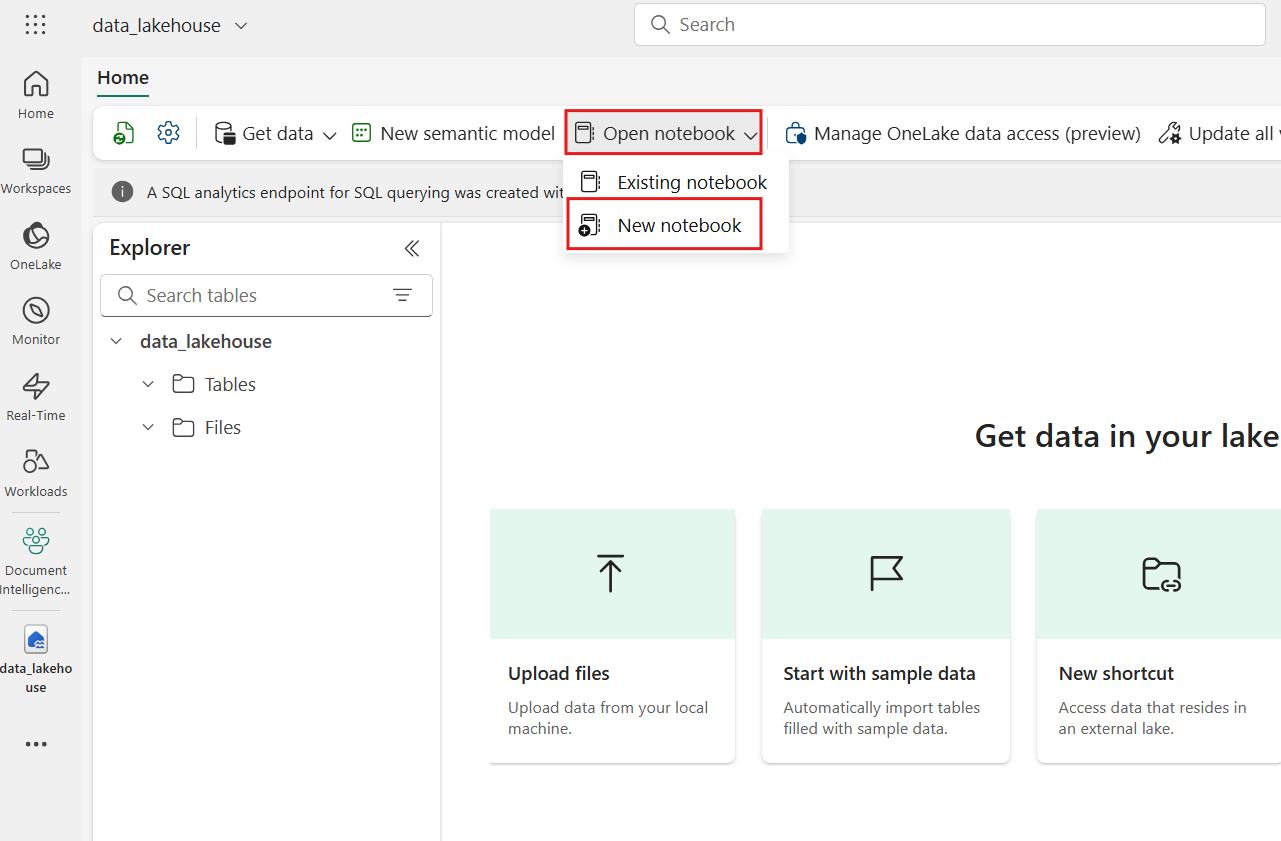 data_lakehouse
Search
Home
Workspaces
OneLake
Monitor
Real-Time
Workloads
Document
Intelligenc...
data_lakeho
use
Home
Get data
New semantic model
Open notebook
Manage OneLake data access (preview)
Update all
Existing notebook
New notebook
A SQL analytics endpoint for SQL querying was created
Explorer
Search tables
data_lakehouse
Tables
Files
Get data in your lake
Upload files
Upload data from your local
machine.
Start with sample data
Automatically import tables
filled with sample data.
New shortcut
Access data that resides in
an external lake.